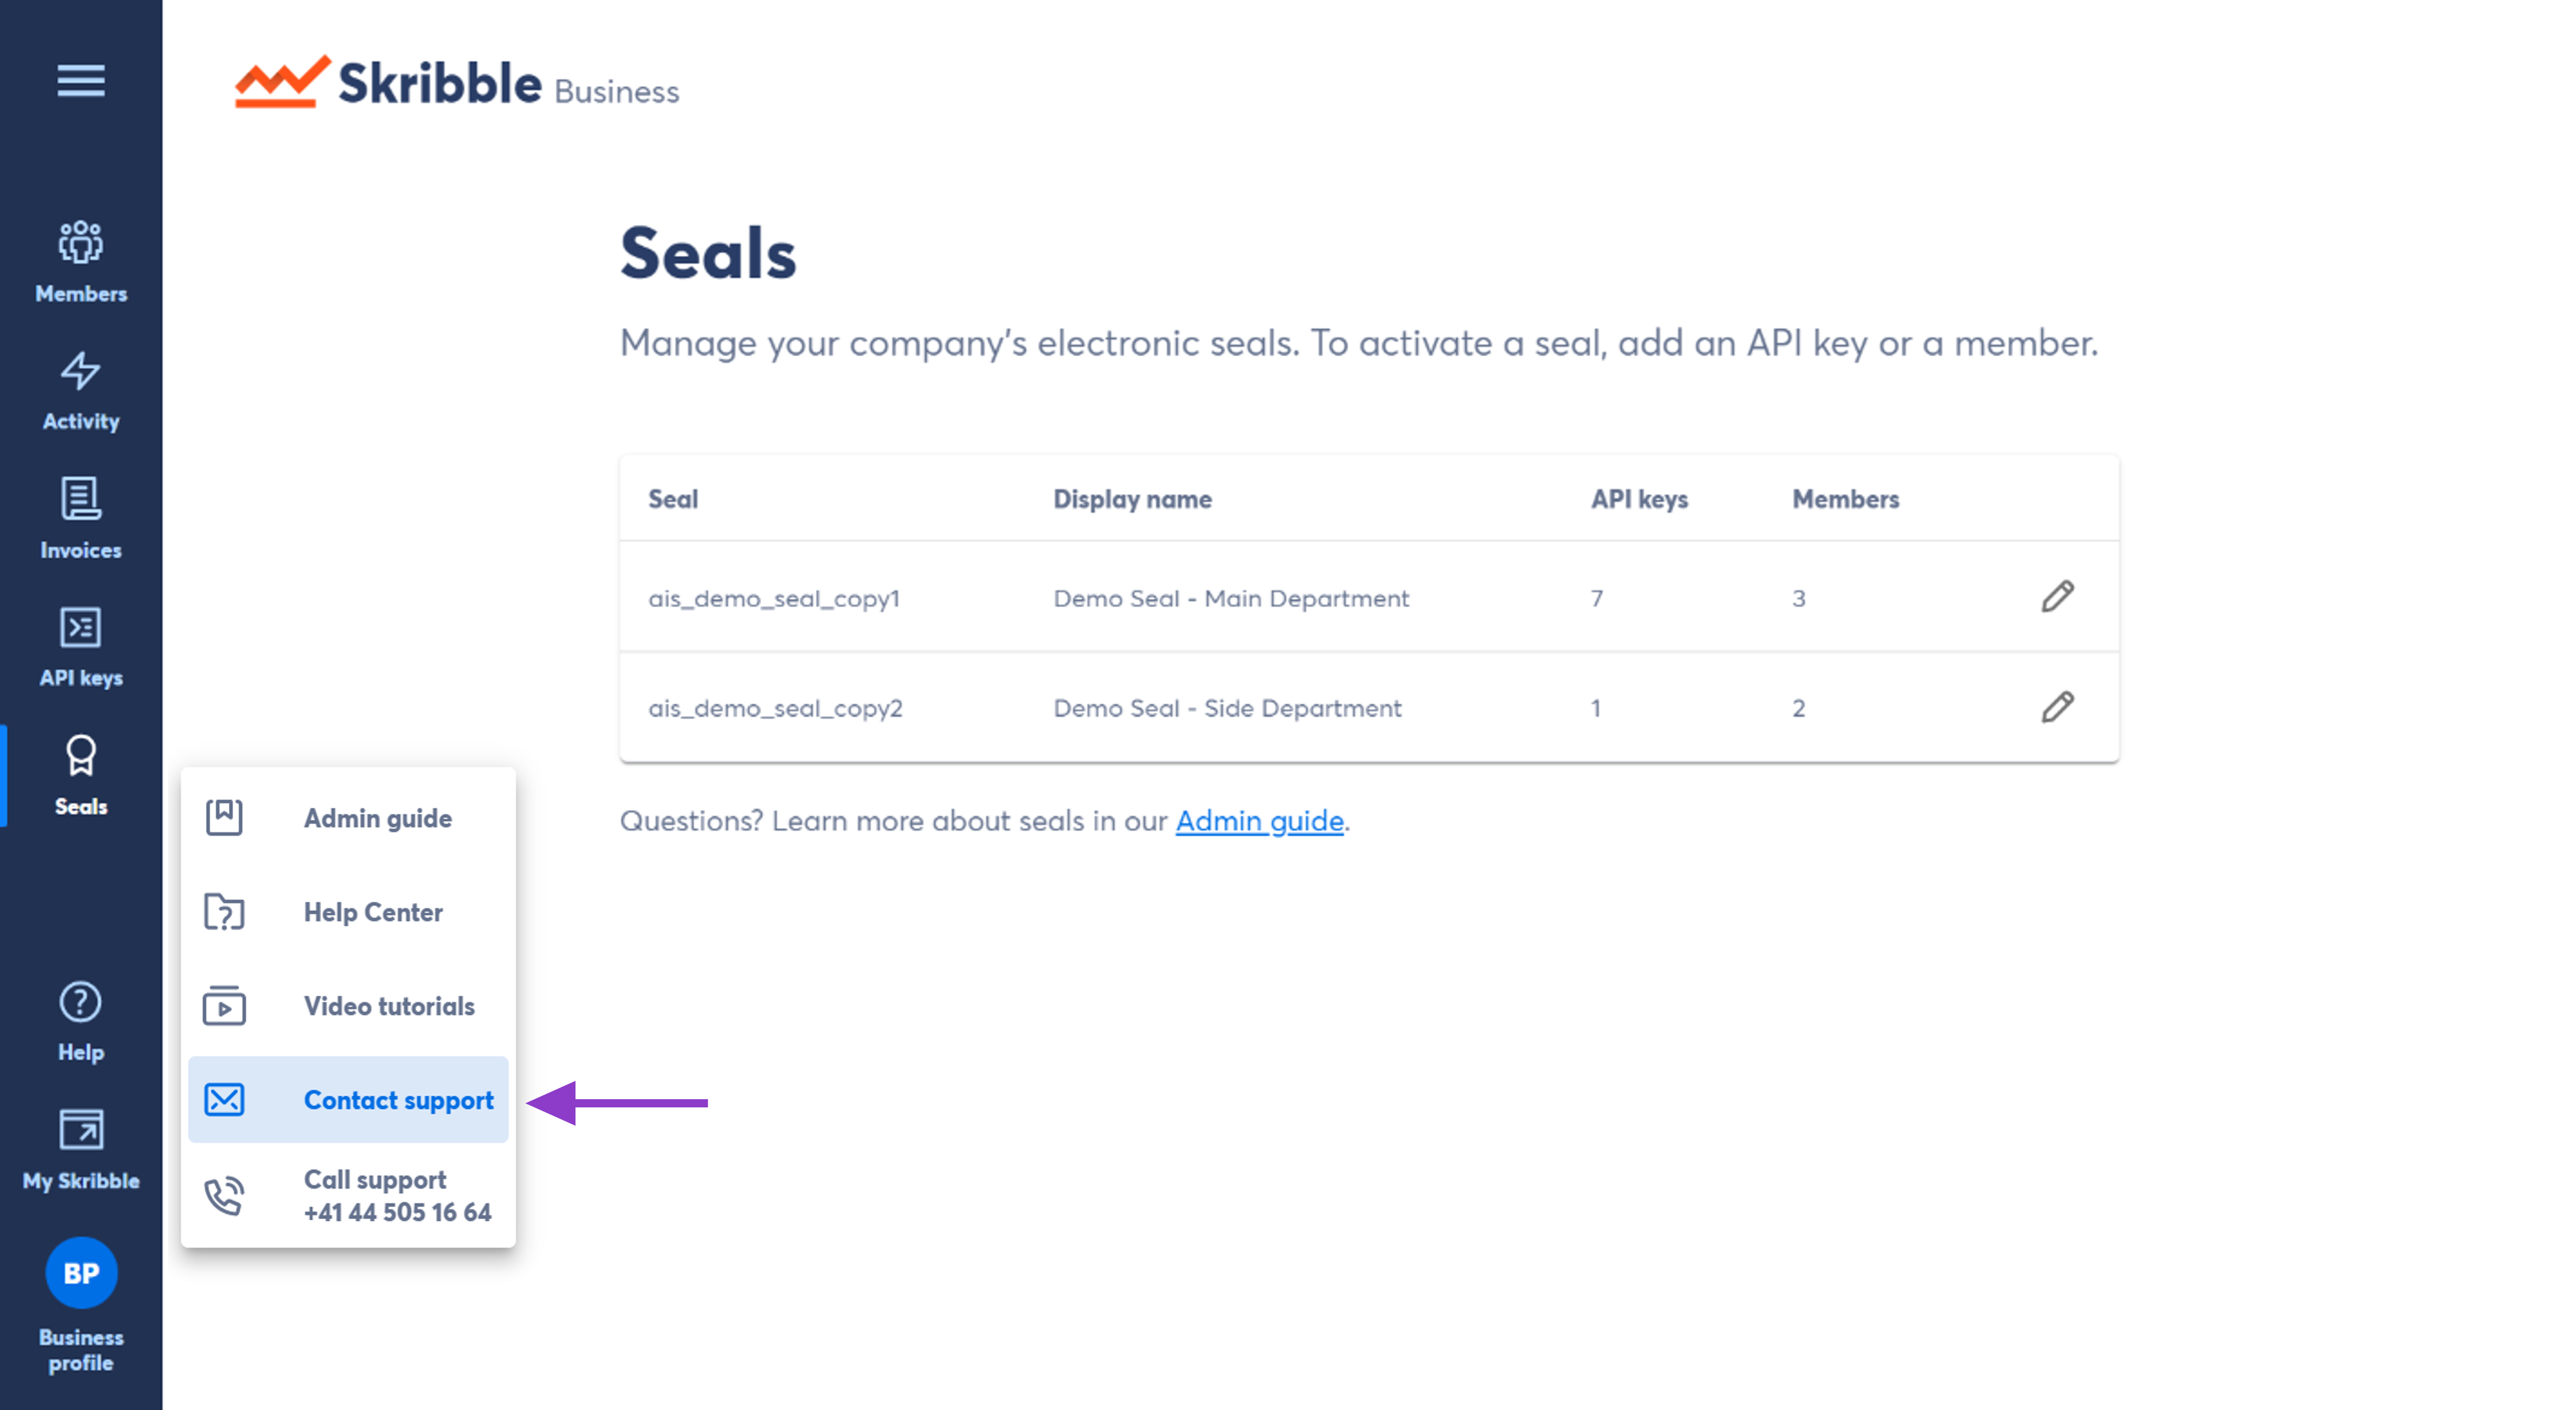 Skribble Business
Members
Activity
Invoices
API keys
Seals
Help
My Skribble
BP
Business
profile
Admin guide
Help Center
Video tutorials
Contact support
Call support
+41 44 505 16 64
Seals
Manage your company's electronic seals. To activate a seal, add an API key or a member.
Seal Display name API keys Members
ais_demo_seal_copy1 Demo Seal - Main Department 7 3
ais_demo_seal_copy2 Demo Seal - Side Department 1 2
Questions? Learn more about seals in our Admin guide.